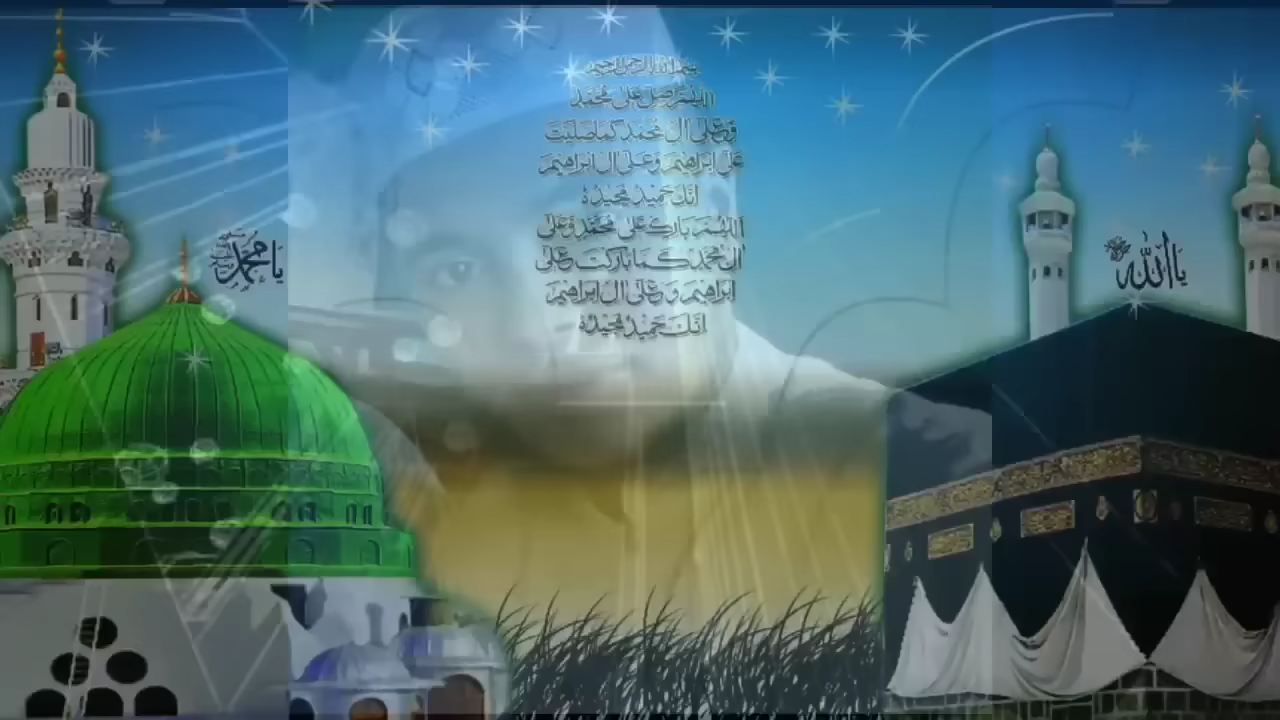 بسم الله الرحمن الرحيم
اللهم صل على محمد
وعلى ال محمد كما صليت
على ابراهيم وعلى ال ابراهيم
انك حميد مجيد
اللهم بارك على محمد وعلى
ال محمد كما باركت وعلى
ابراهيم وعلى ال ابراهيم
انك حميد مجيد
يا محمد
يا الله